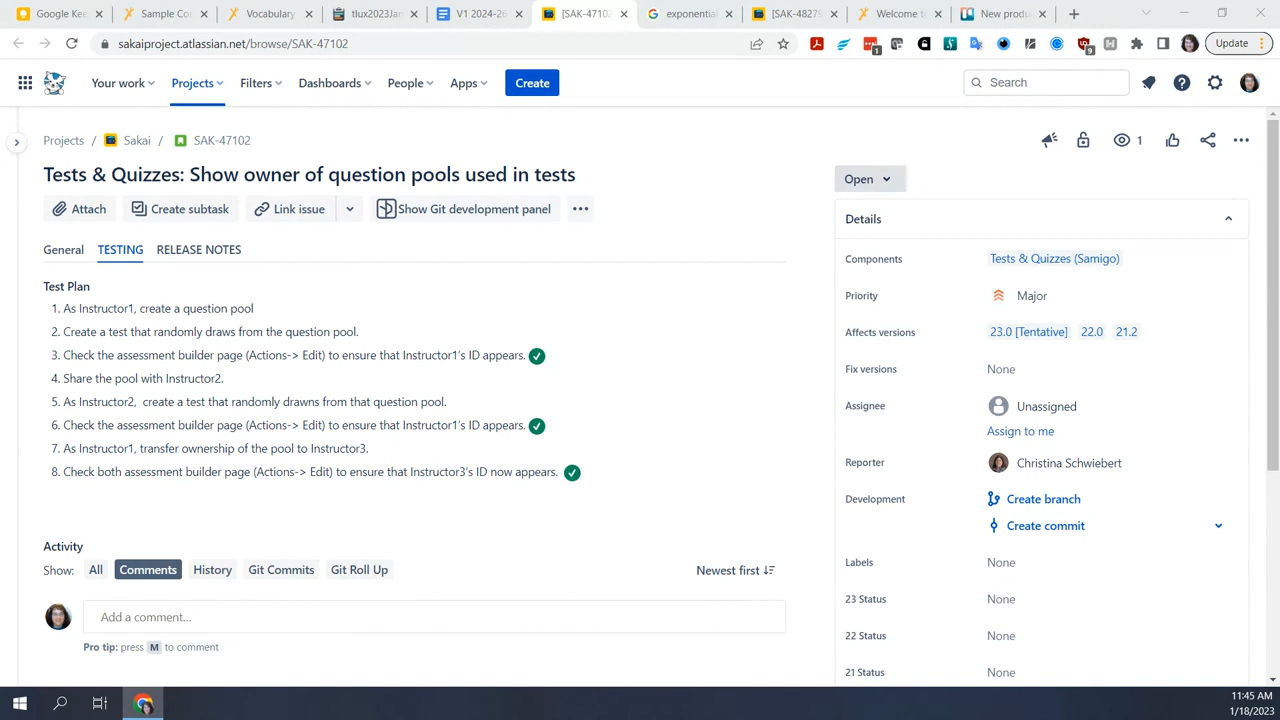 Google Kee
Sample Co
Vocabulary
tlux2023Jan
V1 2024-26
[SAK-4710
exponentia
[SAK-48279
Welcome t
New produ
sakaiproject.atlassian.net/browse/SAK-47102
1
9
Update
Your work
Projects
Filters
Dashboards
People
Apps
Create
Search
Projects / Sakai / SAK-47102
1
Tests & Quizzes: Show owner of question pools used in tests
Attach
Create subtask
Link issue
Show Git development panel
General
TESTING
RELEASE NOTES
Test Plan
1. As Instructor1, create a question pool
2. Create a test that randomly draws from the question pool.
3. Check the assessment builder page (Actions-> Edit) to ensure that Instructor1's ID appears.
4. Share the pool with Instructor2.
5. As Instructor2, create a test that randomly drawns from that question pool.
6. Check the assessment builder page (Actions-> Edit) to ensure that Instructor1's ID appears.
7. As Instructor1, transfer ownership of the pool to Instructor3.
8. Check both assessment builder page (Actions-> Edit) to ensure that Instructor3's ID now appears.
Activity
Show:
All
Comments
History
Git Commits
Git Roll Up
Newest first
Add a comment...
Pro tip: press M to comment
Open
Details
Components
Tests & Quizzes (Samigo)
Priority
Major
Affects versions
23.0 [Tentative] 22.0 21.2
Fix versions
None
Assignee
Unassigned
Assign to me
Reporter
Christina Schwiebert
Development
Create branch
Create commit
Labels
None
23 Status
None
22 Status
None
21 Status
None
11:45 AM
1/18/2023